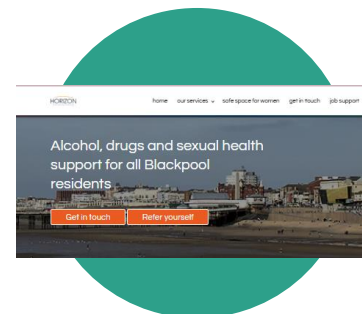 HORIZON
home our services safe space for women get in touch job support
Alcohol, drugs and sexual health
support for all Blackpool
residents
Get in touch Refer yourself